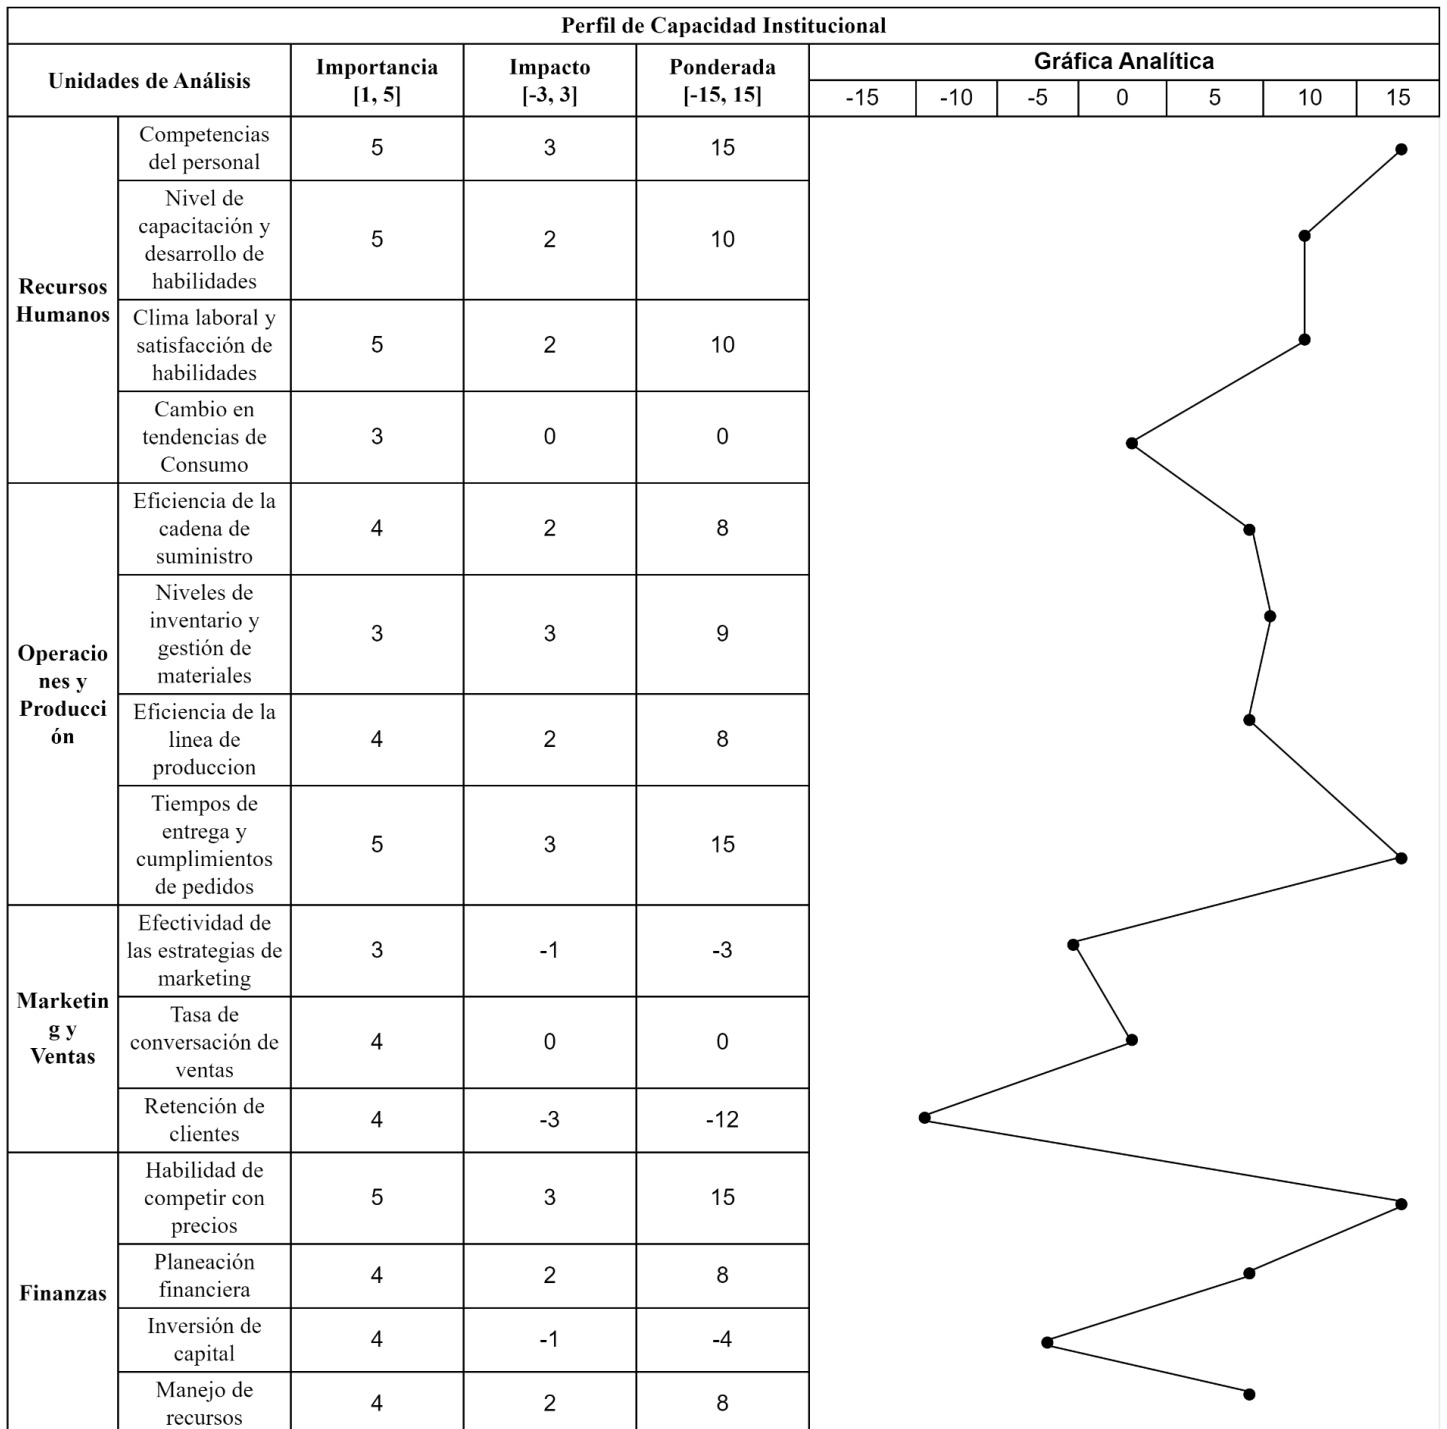 Perfil de Capacidad Institucional
Unidades de Análisis
Importancia
[1, 5]
Impacto
[-3, 3]
Ponderada
[-15, 15]
Gráfica Analítica
-15 -10 -5 0 5 10 15
Recursos
Humanos
Competencias
del personal
5 3 15
Nivel de
capacitación y
desarrollo de
habilidades
5 2 10
Clima laboral y
satisfacción de
habilidades
5 2 10
Cambio en
tendencias de
Consumo
3 0 0
Operacio
nes y
Producci
ón
Eficiencia de la
cadena de
suministro
4 2 8
Niveles de
inventario y
gestión de
materiales
3 3 9
Eficiencia de la
linea de
produccion
4 2 8
Tiempos de
entrega y
cumplimientos
de pedidos
5 3 15
Marketin
g y
Ventas
Efectividad de
las estrategias de
marketing
3 -1 -3
Tasa de
conversación de
ventas
4 0 0
Retención de
clientes
4 -3 -12
Finanzas
Habilidad de
competir con
precios
5 3 15
Planeación
financiera
4 2 8
Inversión de
capital
4 -1 -4
Manejo de
recursos
4 2 8